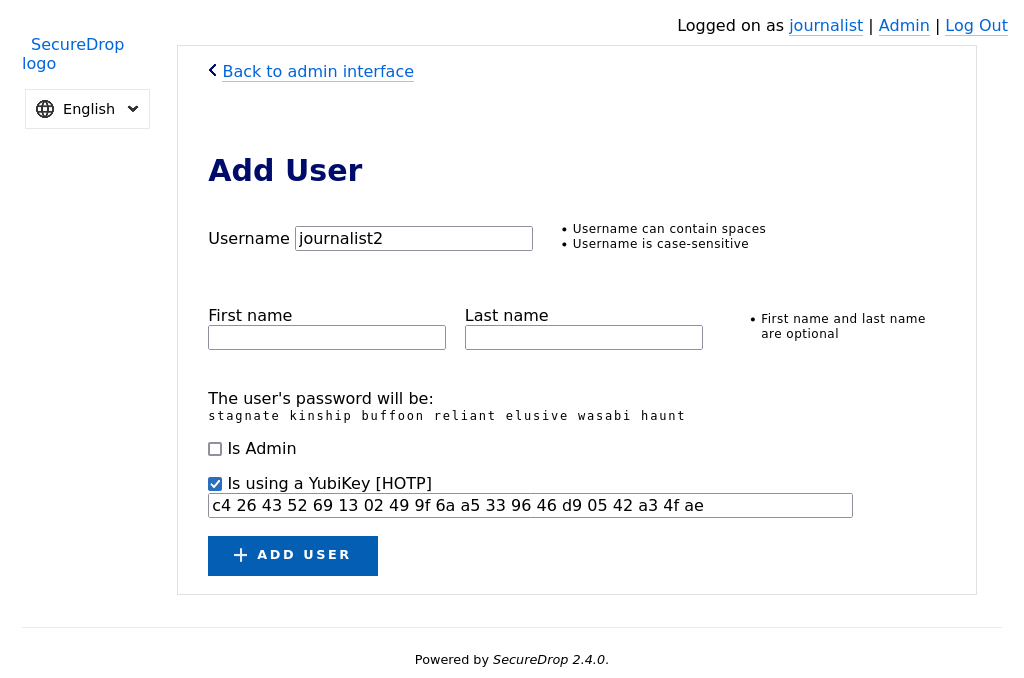 Logged on as journalist | Admin | Log Out
SecureDrop
logo
English
Back to admin interface
Add User
Username journalist2
• Username can contain spaces
• Username is case-sensitive
First name Last name
• First name and last name
are optional
The user's password will be:
stagnate kinship buffoon reliant elusive wasabi haunt
Is Admin
Is using a YubiKey [HOTP]
c4 26 43 52 69 13 02 49 9f 6a a5 33 96 46 d9 05 42 a3 4f ae
ADD USER
Powered by SecureDrop 2.4.0.